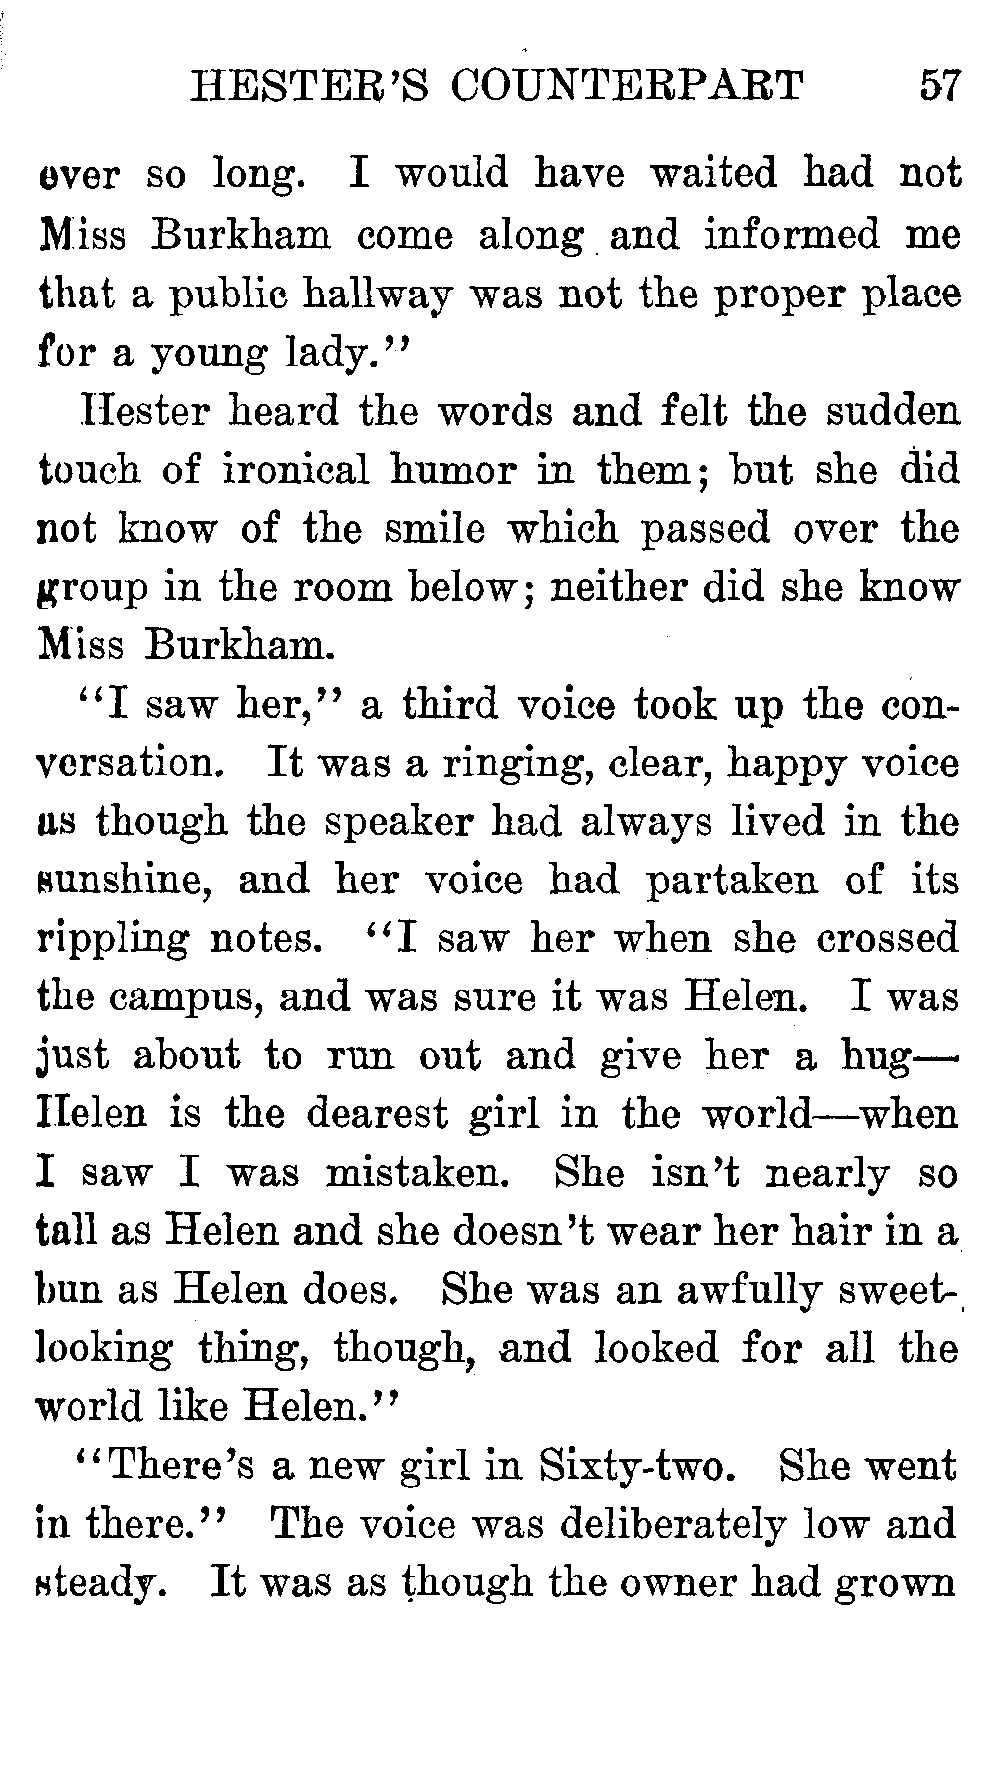 HESTER'S COUNTERPART 57
ever so long. I would have waited had not
Miss Burkham come along and informed me
that a public hallway was not the proper place
for a young lady."
Hester heard the words and felt the sudden
touch of ironical humor in them; but she did
not know of the smile which passed over the
group in the room below; neither did she know
Miss Burkham.
"I saw her," a third voice took up the con-
versation. It was a ringing, clear, happy voice
as though the speaker had always lived in the
sunshine, and her voice had partaken of its
rippling notes. "I saw her when she crossed
the campus, and was sure it was Helen. I was
just about to run out and give her a hug—
Helen is the dearest girl in the world—when
I saw I was mistaken. She isn't nearly so
tall as Helen and she doesn't wear her hair in a
bun as Helen does. She was an awfully sweet-
looking thing, though, and looked for all the
world like Helen."
"There's a new girl in Sixty-two. She went
in there." The voice was deliberately low and
steady. It was as though the owner had grown